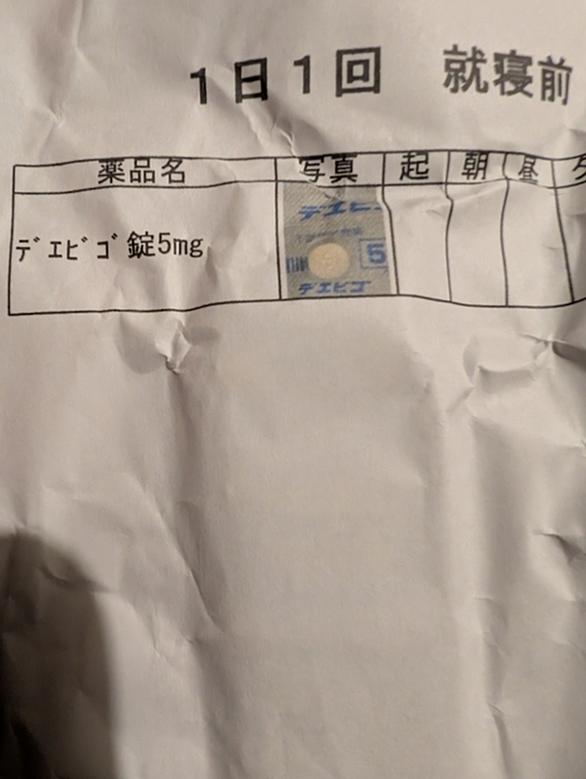 1日1回 就寝前
薬品名 写真 起 朝 昼 夕
ﾃﾞｴﾋﾞｺﾞ錠5mg
デエビゴ
5
デエビゴ